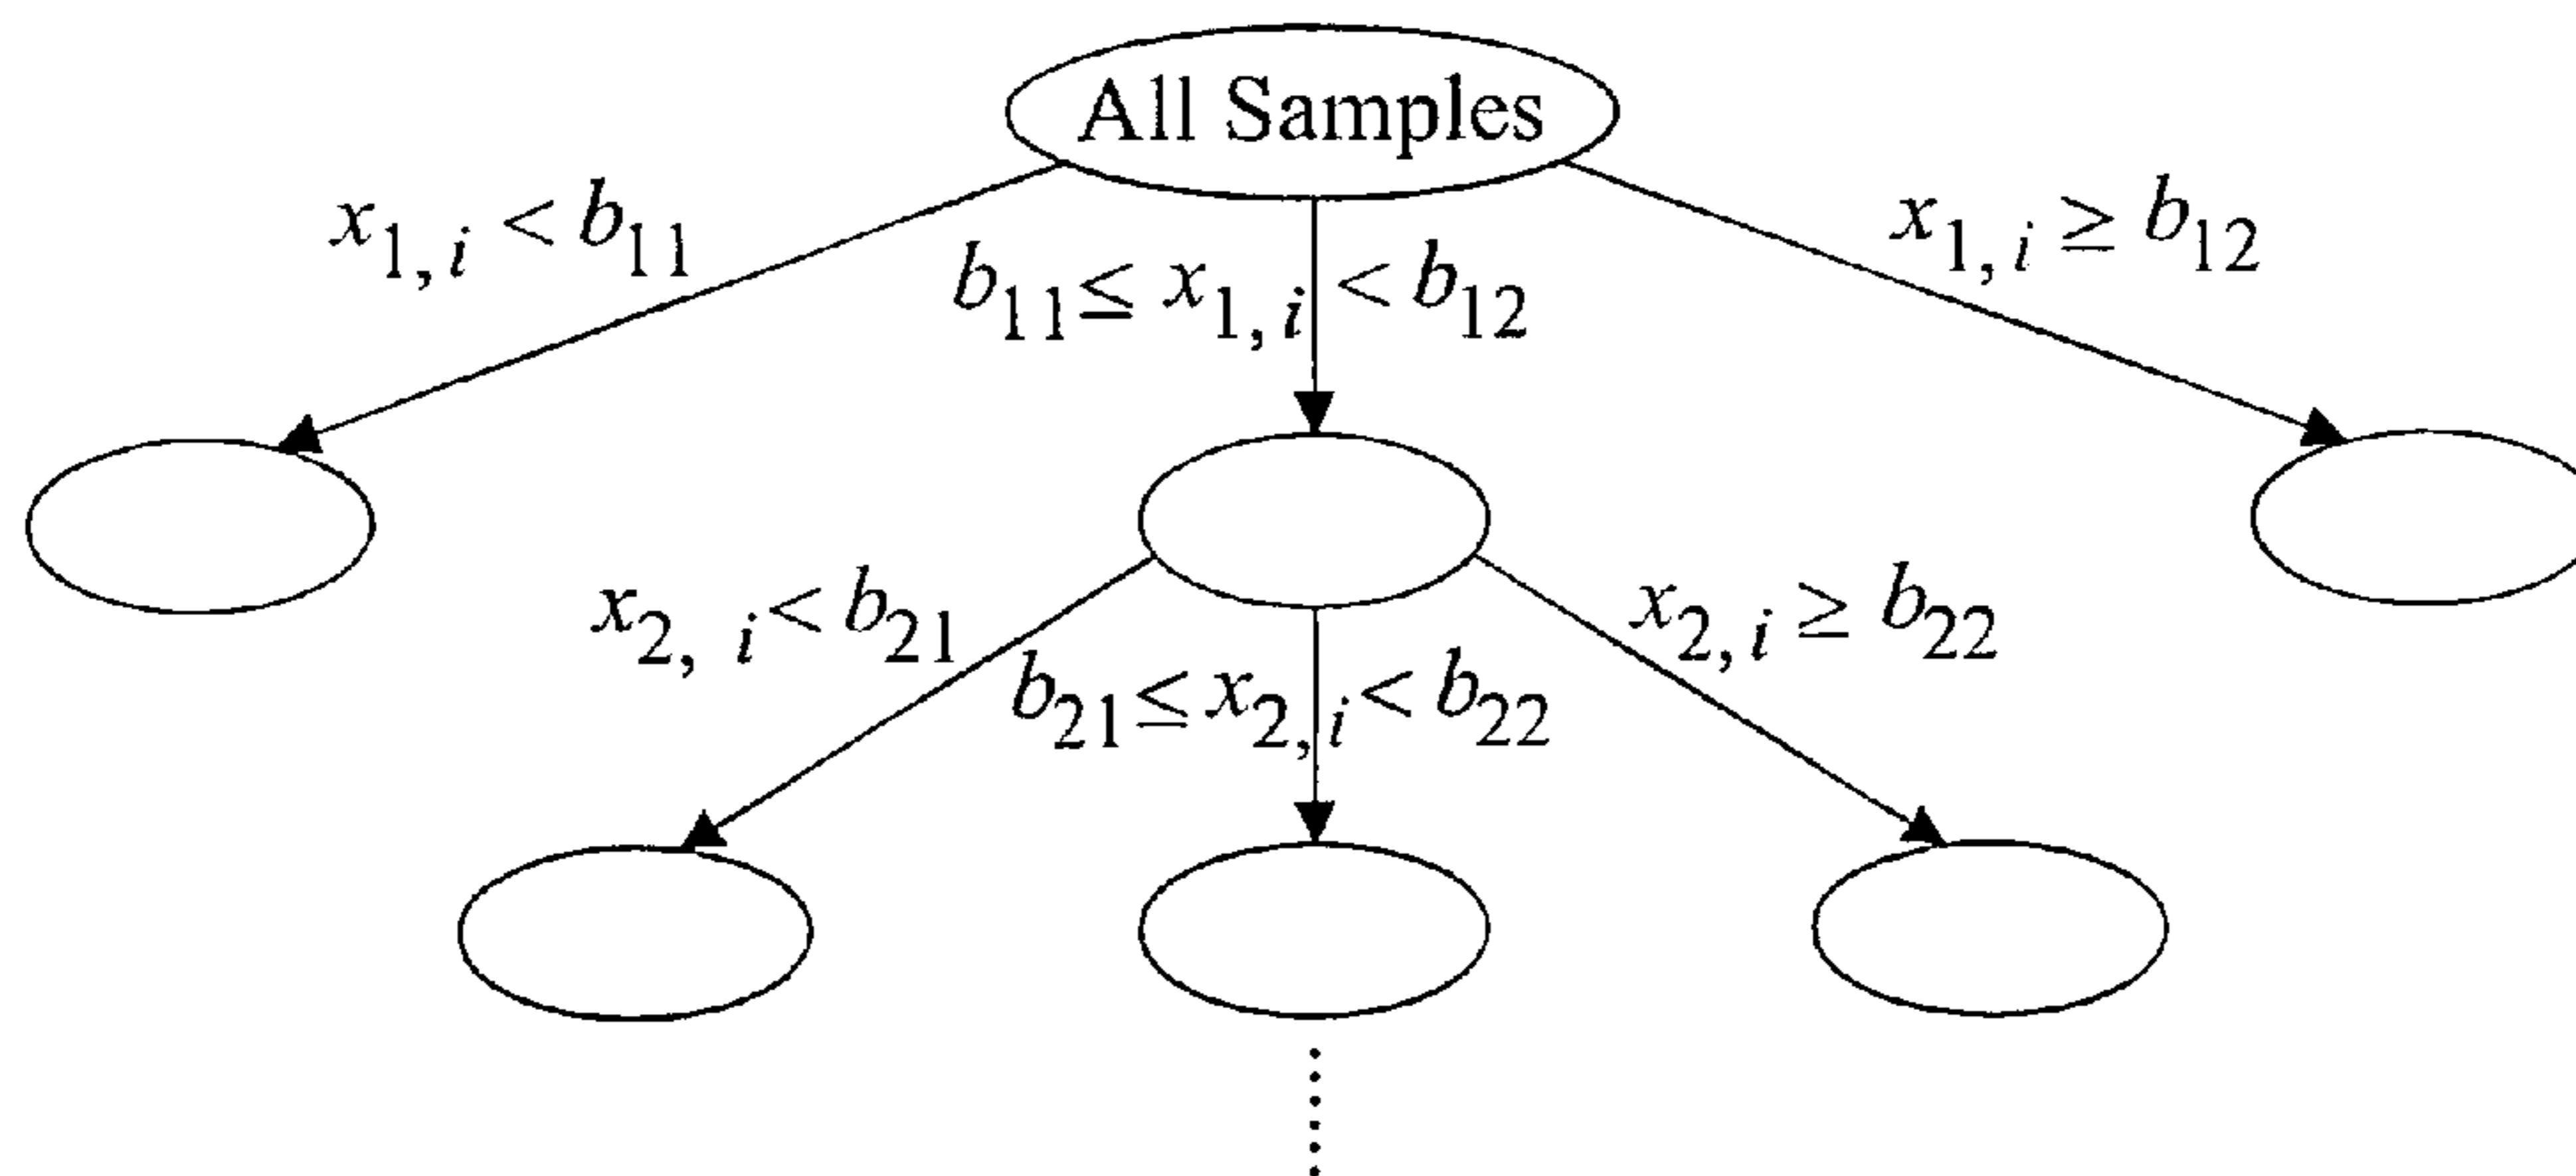 All Samples
x1, i < b11
b11 ≤ x1, i < b12
x1, i ≥ b12
x2, i < b21
b21 ≤ x2, i < b22
x2, i ≥ b22